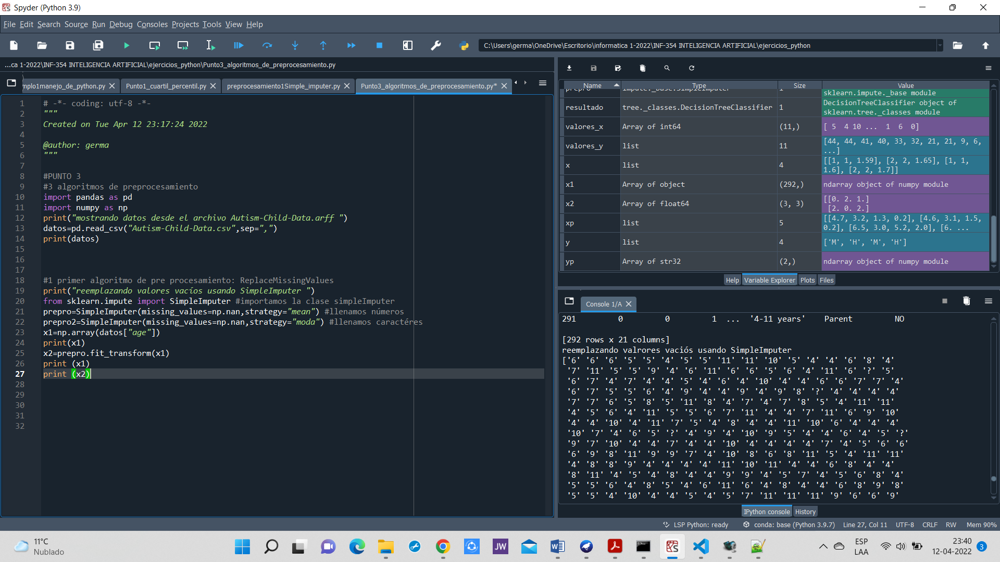 Spyder (Python 3.9)
File Edit Search Source Run Debug Consoles Projects Tools View Help
C:\Users\germa\OneDrive\Escritorio\informatica 1-2022\INF-354 INTELIGENCIA ARTIFICIAL\ejercicios_python
...ca 1-2022\INF-354 INTELIGENCIA ARTIFICIAL\ejercicios_python\Punto3_algoritmos_de_preprocesamiento.py
mplo1manejo_de_python.py Punto1_cuartil_percentil.py preprocesamiento1Simple_imputer.py Punto3_algoritmos_de_preprocesamiento.py*
1 # -*- coding: utf-8 -*-
2 """
3 Created on Tue Apr 12 23:17:24 2022
4
5 @author: germa
6 """
7
8 #PUNTO 3
9 #3 algoritmos de preprocesamiento
10 import pandas as pd
11 import numpy as np
12 print("mostrando datos desde el archivo Autism-Child-Data.arff ")
13 datos=pd.read_csv("Autism-Child-Data.csv",sep=",")
14 print(datos)
15
16
17
18 #1 primer algoritmo de pre procesamiento: ReplaceMissingValues
19 print("reemplazando valores vacíos usando SimpleImputer ")
20 from sklearn.impute import SimpleImputer #importamos la clase simpleImputer
21 prepro=SimpleImputer(missing_values=np.nan,strategy="mean") #llenamos números
22 prepro2=SimpleImputer(missing_values=np.nan,strategy="moda") #llenamos caractéres
23 x1=np.array(datos["age"])
24 print(x1)
25 x2=prepro.fit_transform(x1)
26 print (x1)
27 print (x2)
28
29
30
31
32
Name Type Size Value
prepro impute._base.SimpleImputer 1 sklearn.impute._base module
resultado tree._classes.DecisionTreeClassifier 1 DecisionTreeClassifier object of
sklearn.tree._classes module
valores_x Array of int64 (11,) [ 5 4 10 ... 1 6 0]
valores_y list 11 [44, 44, 41, 40, 33, 32, 21, 21, 9, 6,
...]
x list 4 [[1, 1, 1.59], [2, 2, 1.65], [1, 1,
1.6], [2, 2, 1.7]]
x1 Array of object (292,) ndarray object of numpy module
x2 Array of float64 (3, 3) [[0. 2. 1.]
[2. 0. 2.]
xp list 5 [[4.7, 3.2, 1.3, 0.2], [4.6, 3.1, 1.5,
0.2], [6.5, 3.0, 5.2, 2.0], [6. ...
y list 4 ['M', 'H', 'M', 'H']
yp Array of str32 (2,) ndarray object of numpy module
Help Variable Explorer Plots Files
Console 1/A
291 0 0 1 ... '4-11 years' Parent NO
[292 rows x 21 columns]
reemplazando valrores vaciós usando SimpleImputer
['6' '6' '6' '5' '5' '4' '5' '5' '11' '11' '10' '5' '4' '4' '6' '8' '4'
'7' '11' '5' '5' '9' '4' '6' '11' '6' '6' '5' '6' '4' '11' '6' '?' '5'
'6' '7' '4' '7' '4' '4' '5' '4' '6' '4' '10' '4' '4' '6' '6' '7' '7' '4'
'6' '7' '5' '5' '6' '4' '9' '4' '4' '9' '4' '9' '8' '?' '4' '4' '4' '4'
'7' '7' '6' '5' '8' '5' '11' '8' '4' '7' '4' '7' '8' '5' '4' '11' '11'
'4' '5' '6' '4' '11' '5' '5' '6' '7' '11' '4' '4' '7' '11' '6' '9' '10'
'4' '4' '10' '4' '11' '7' '5' '4' '8' '4' '4' '11' '10' '6' '4' '4' '4'
'10' '7' '4' '6' '5' '?' '4' '9' '4' '10' '9' '5' '4' '4' '6' '4' '5' '?'
'9' '7' '10' '4' '4' '7' '4' '4' '10' '4' '4' '4' '4' '7' '4' '5' '6' '6'
'6' '9' '8' '11' '9' '9' '7' '4' '10' '8' '6' '8' '11' '5' '4' '11' '11'
'4' '8' '8' '9' '4' '4' '4' '4' '11' '10' '11' '4' '4' '6' '8' '4' '4'
'8' '11' '4' '5' '4' '8' '4' '4' '9' '9' '4' '5' '7' '4' '5' '6' '8' '4'
'5' '5' '6' '4' '8' '5' '4' '6' '11' '6' '4' '8' '4' '4' '6' '8' '9' '8'
'5' '5' '4' '10' '4' '4' '5' '4' '5' '7' '11' '11' '11' '9' '6' '6' '9'
IPython console History
LSP Python: ready conda: base (Python 3.9.7) Line 27, Col 11 UTF-8 CRLF RW Mem 90%
11°C
Nublado
JW
ESP
LAA
23:40
12-04-2022
3